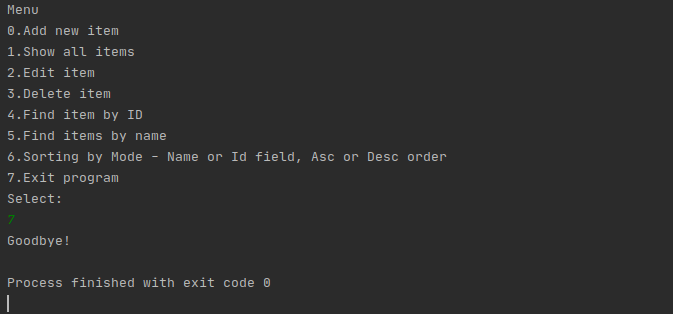 Menu
0.Add new item
1.Show all items
2.Edit item
3.Delete item
4.Find item by ID
5.Find items by name
6.Sorting by Mode - Name or Id field, Asc or Desc order
7.Exit program
Select:
7
Goodbye!
Process finished with exit code 0